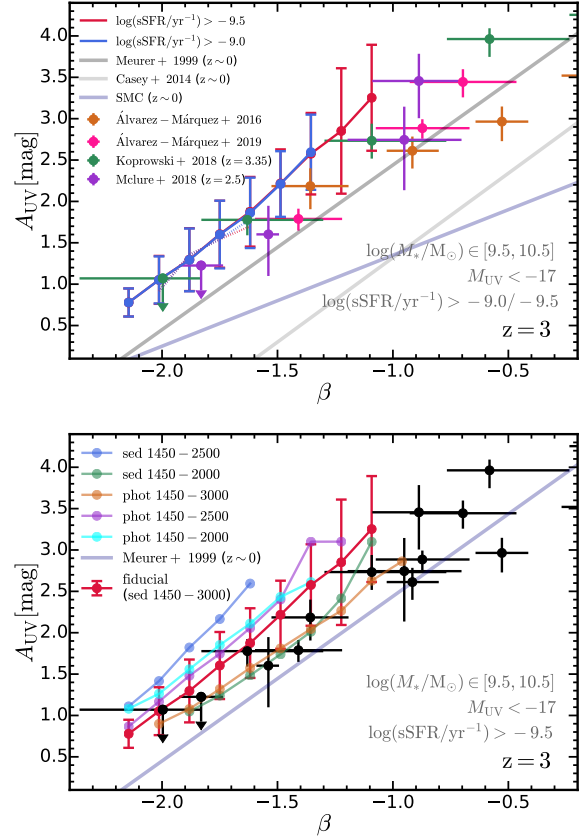 4.0
3.5
3.0
2.5
2.0
1.5
1.0
0.5
A_UV[mag]
log(sSFR/yr⁻¹) > −9.5
log(sSFR/yr⁻¹) > −9.0
Meurer+ 1999 (z∼0)
Casey+ 2014 (z∼0)
SMC (z∼0)
Álvarez−Márquez+ 2016
Álvarez−Márquez+ 2019
Koprowski+ 2018 (z=3.35)
Mclure+ 2018 (z=2.5)
log(M_*/M_⊙) ∈ [9.5, 10.5]
M_UV < −17
log(sSFR/yr⁻¹) > −9.0/−9.5
z = 3
−2.0 −1.5 −1.0 −0.5
β
4.0
3.5
3.0
2.5
2.0
1.5
1.0
0.5
A_UV[mag]
sed 1450−2500
sed 1450−2000
phot 1450−3000
phot 1450−2500
phot 1450−2000
Meurer+ 1999 (z∼0)
fiducial
(sed 1450−3000)
log(M_*/M_⊙) ∈ [9.5, 10.5]
M_UV < −17
log(sSFR/yr⁻¹) > −9.5
z = 3
−2.0 −1.5 −1.0 −0.5
β